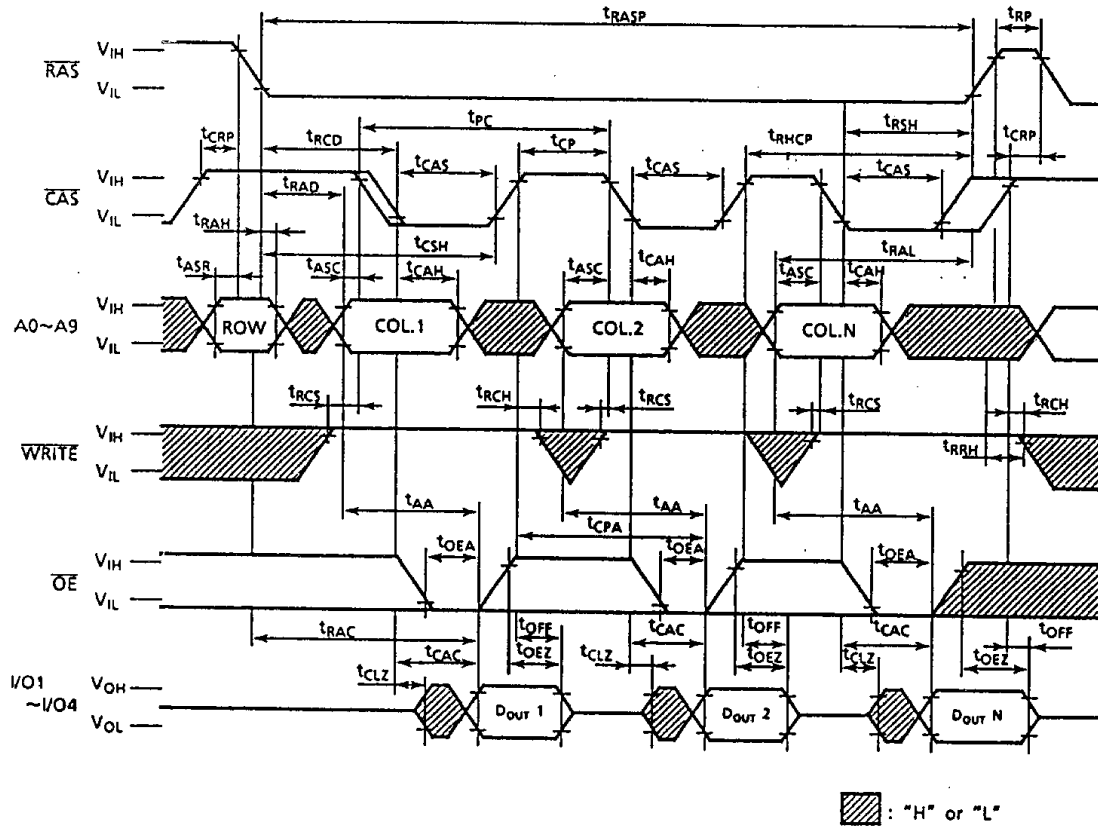 tRASP
tRP
VIH
RAS
VIL
tCRP
tRCD
tPC
tCP
tRHCP
tRSH
tCRP
VIH
CAS
VIL
tRAD
tCAS
tCAS
tCAS
tRAH
tCSH
tRAL
tASR
tASC
tCAH
tASC
tCAH
tASC
tCAH
VIH
A0~A9
VIL
ROW
COL.1
COL.2
COL.N
tRCS
tRCH
tRCS
tRCS
tRCH
VIH
WRITE
VIL
tRRH
tAA
tAA
tAA
tCPA
tOEA
tOEA
tOEA
VIH
OE
VIL
tRAC
tOFF
tCAC
tOFF
tCAC
tOFF
tCAC
tOEZ
tCLZ
tOEZ
tCLZ
tOEZ
tCLZ
I/O1
~I/O4
VOH
VOL
DOUT 1
DOUT 2
DOUT N
: "H" or "L"